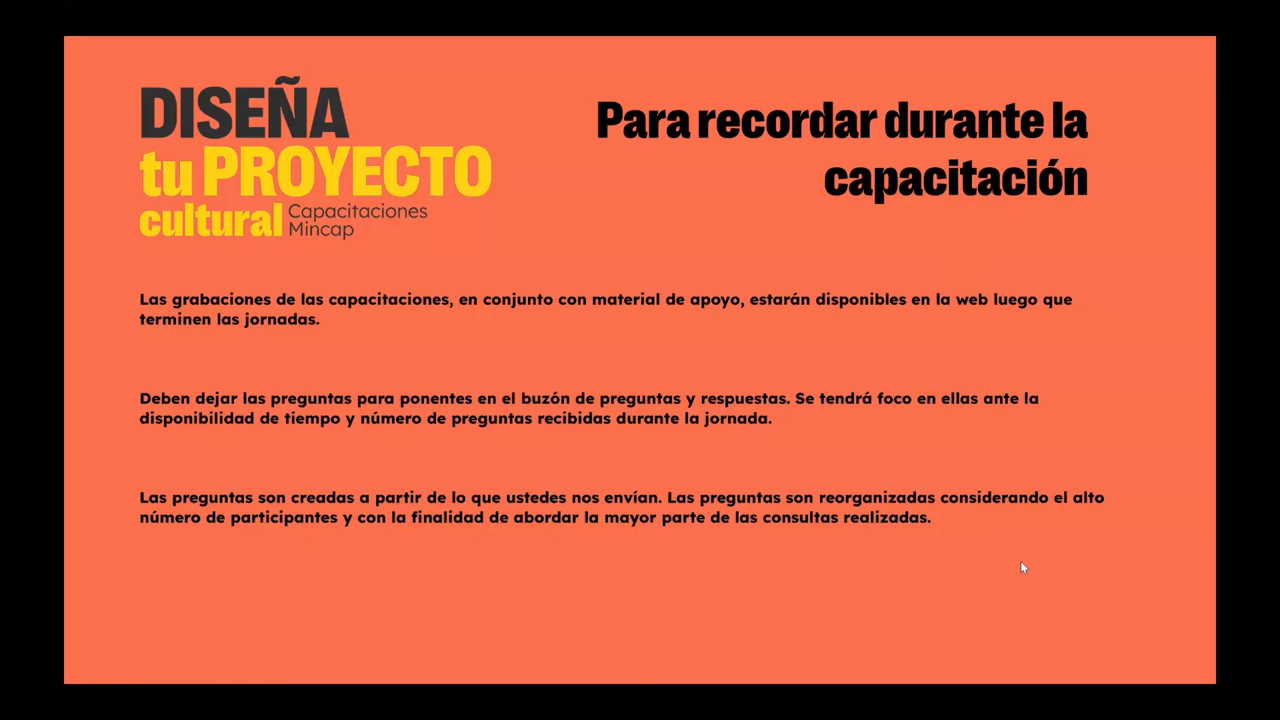 DISEÑA
tu PROYECTO
cultural Capacitaciones
Mincap
Para recordar durante la
capacitación
Las grabaciones de las capacitaciones, en conjunto con material de apoyo, estarán disponibles en la web luego que
terminen las jornadas.
Deben dejar las preguntas para ponentes en el buzón de preguntas y respuestas. Se tendrá foco en ellas ante la
disponibilidad de tiempo y número de preguntas recibidas durante la jornada.
Las preguntas son creadas a partir de lo que ustedes nos envían. Las preguntas son reorganizadas considerando el alto
número de participantes y con la finalidad de abordar la mayor parte de las consultas realizadas.